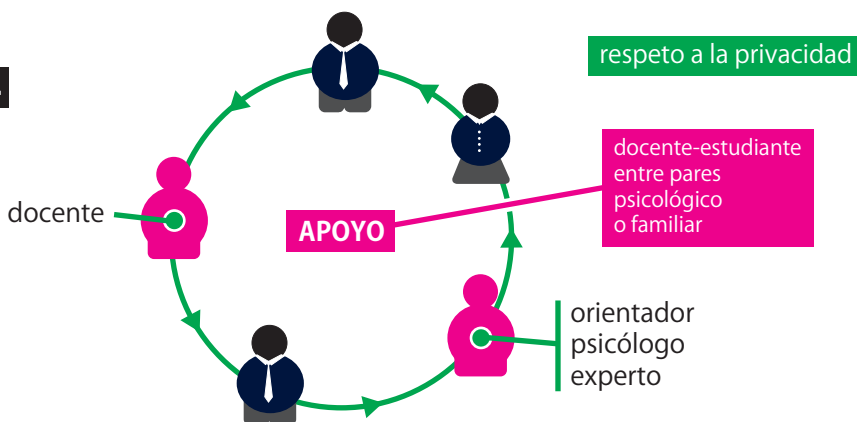 respeto a la privacidad
docente-estudiante
entre pares
psicológico
o familiar
docente
APOYO
orientador
psicólogo
experto